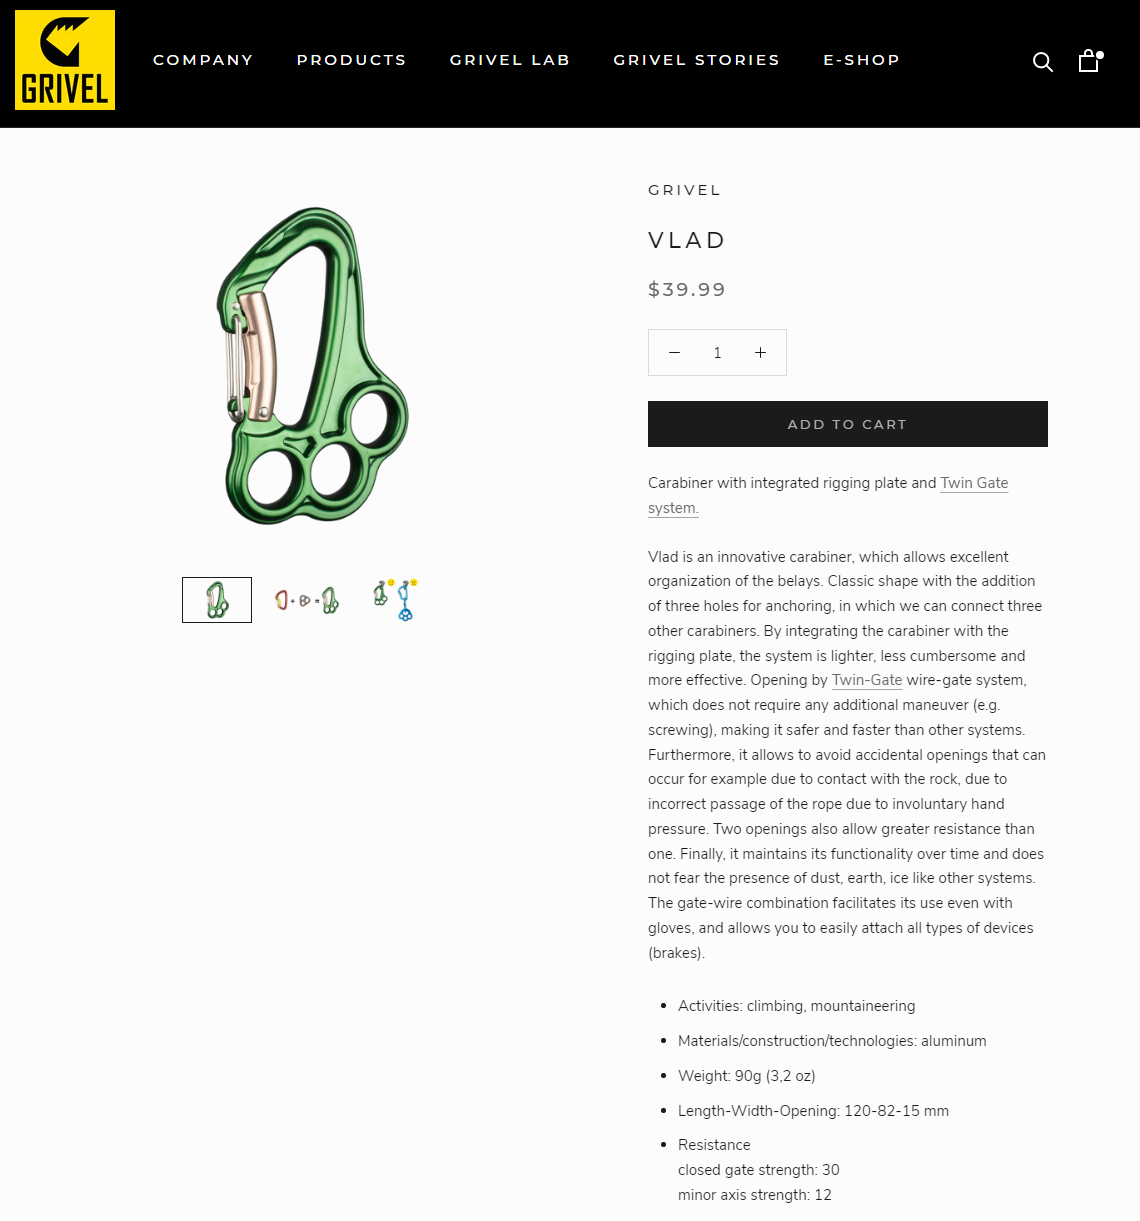 GRIVEL
COMPANY
PRODUCTS
GRIVEL LAB
GRIVEL STORIES
E-SHOP
GRIVEL
VLAD
$39.99
1
ADD TO CART
Carabiner with integrated rigging plate and Twin Gate
system.
Vlad is an innovative carabiner, which allows excellent
organization of the belays. Classic shape with the addition
of three holes for anchoring, in which we can connect three
other carabiners. By integrating the carabiner with the
rigging plate, the system is lighter, less cumbersome and
more effective. Opening by Twin-Gate wire-gate system,
which does not require any additional maneuver (e.g.
screwing), making it safer and faster than other systems.
Furthermore, it allows to avoid accidental openings that can
occur for example due to contact with the rock, due to
incorrect passage of the rope due to involuntary hand
pressure. Two openings also allow greater resistance than
one. Finally, it maintains its functionality over time and does
not fear the presence of dust, earth, ice like other systems.
The gate-wire combination facilitates its use even with
gloves, and allows you to easily attach all types of devices
(brakes).
Activities: climbing, mountaineering
Materials/construction/technologies: aluminum
Weight: 90g (3,2 oz)
Length-Width-Opening: 120-82-15 mm
Resistance
closed gate strength: 30
minor axis strength: 12